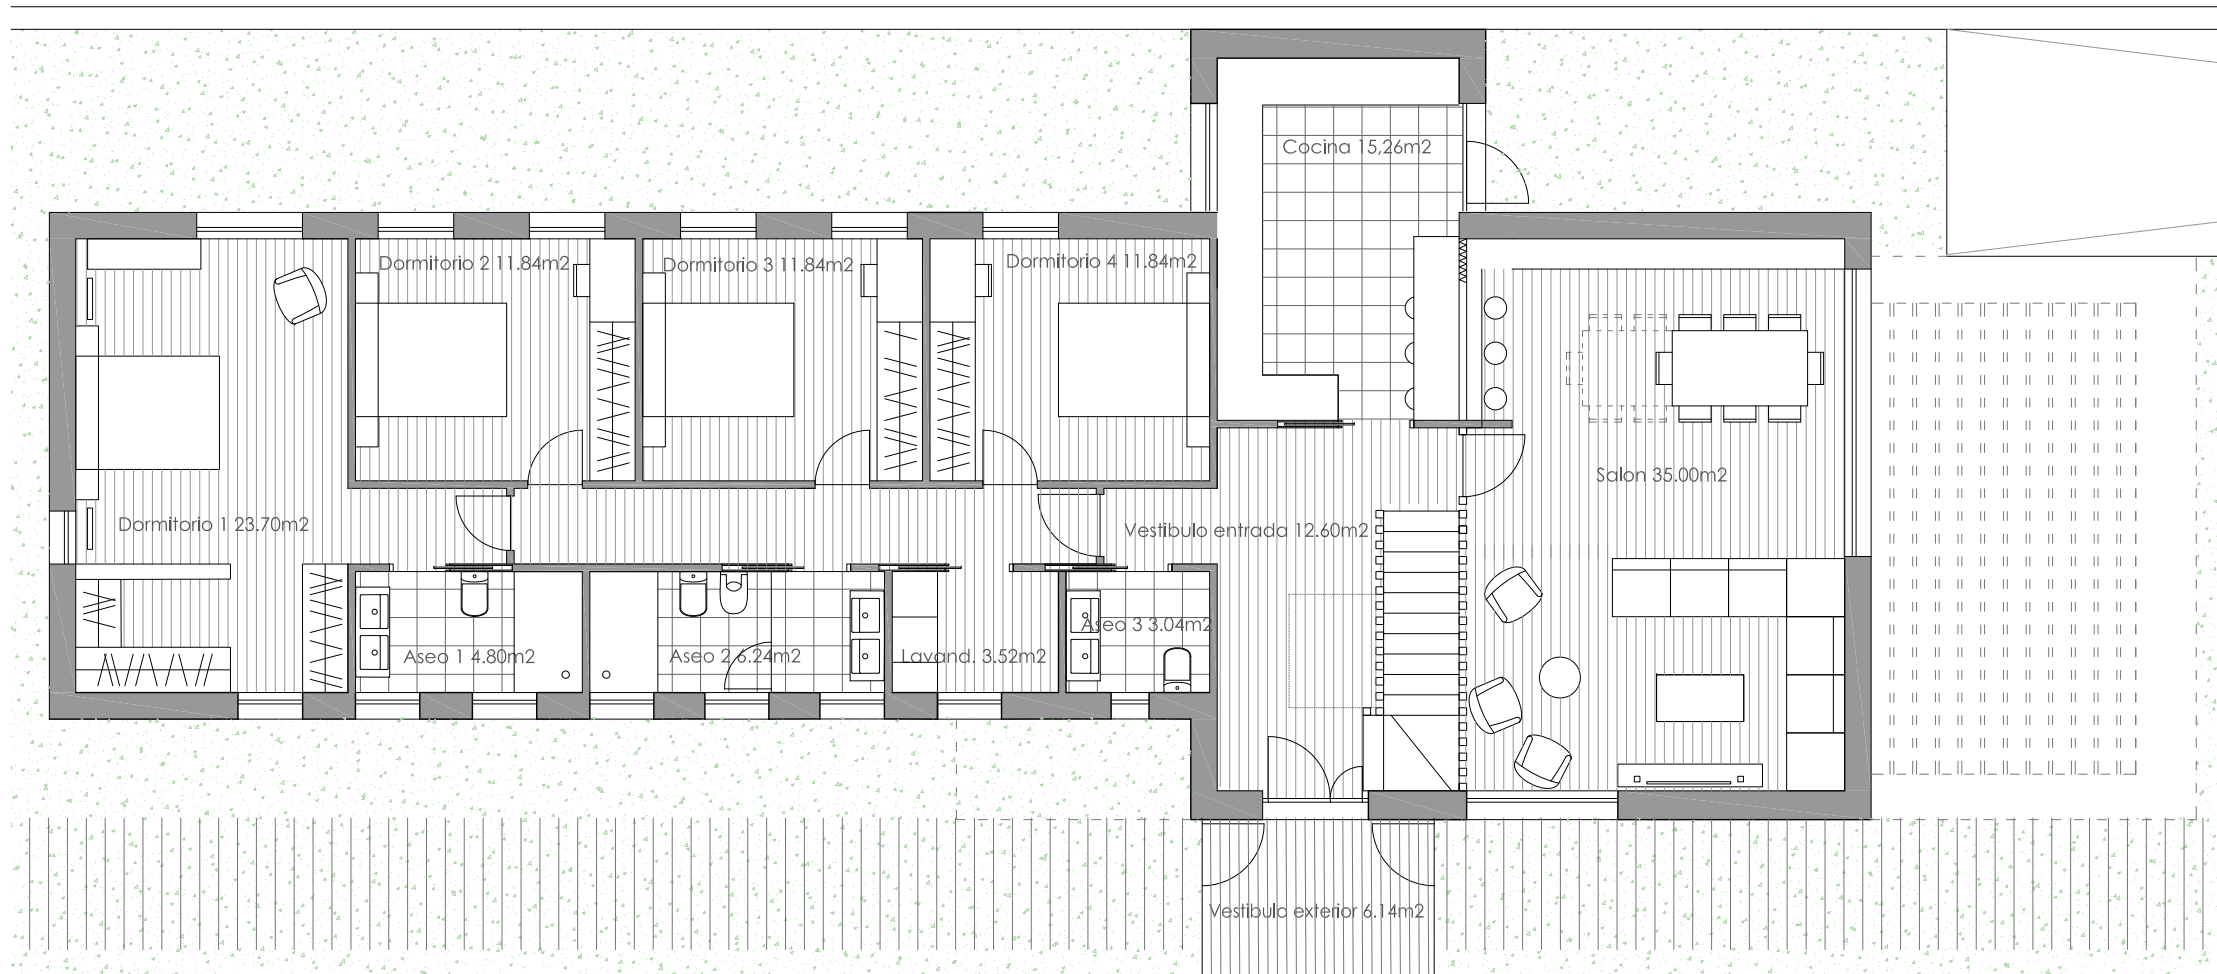 Cocina 15,26m2
Dormitorio 2 11.84m2
Dormitorio 3 11.84m2
Dormitorio 4 11.84m2
Salon 35.00m2
Dormitorio 1 23.70m2
Vestibulo entrada 12.60m2
Aseo 3 3.04m2
Aseo 1 4.80m2
Aseo 2 6.24m2
Lavand. 3.52m2
Vestibulo exterior 6.14m2